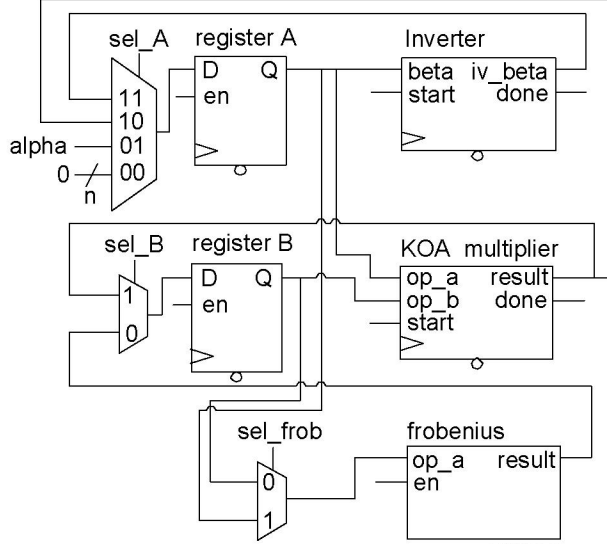 sel_A
register A
Inverter
D Q
en
beta iv_beta
start done
11
10
alpha 01
0 00
n
sel_B
register B
KOA multiplier
D Q
en
op_a result
op_b done
start
1
0
sel_frob
frobenius
0
1
op_a result
en